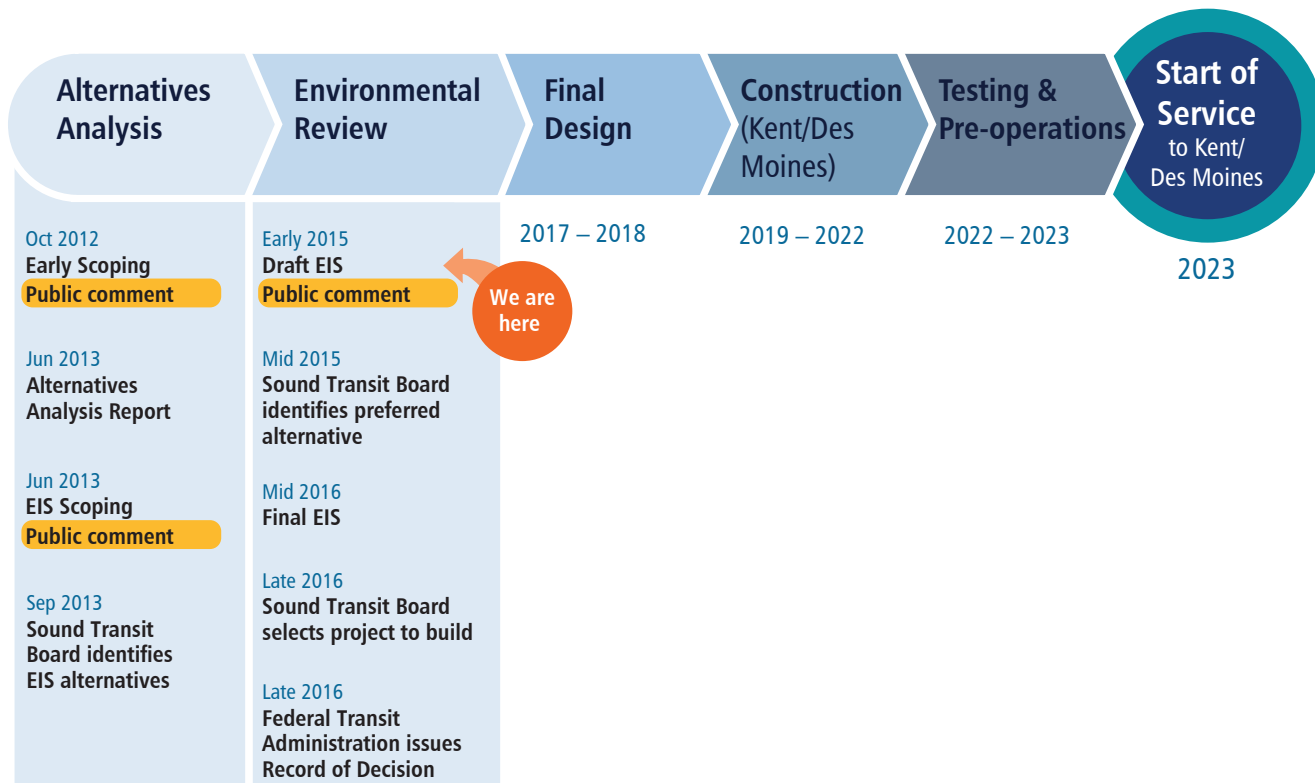 Alternatives
Analysis
Environmental
Review
Final
Design
Construction
(Kent/Des
Moines)
Testing &
Pre-operations
Start of
Service
to Kent/
Des Moines
2023
Oct 2012
Early Scoping
Public comment
Jun 2013
Alternatives
Analysis Report
Jun 2013
EIS Scoping
Public comment
Sep 2013
Sound Transit
Board identifies
EIS alternatives
Early 2015
Draft EIS
Public comment
We are
here
Mid 2015
Sound Transit Board
identifies preferred
alternative
Mid 2016
Final EIS
Late 2016
Sound Transit Board
selects project to build
Late 2016
Federal Transit
Administration issues
Record of Decision
2017 – 2018
2019 – 2022
2022 – 2023